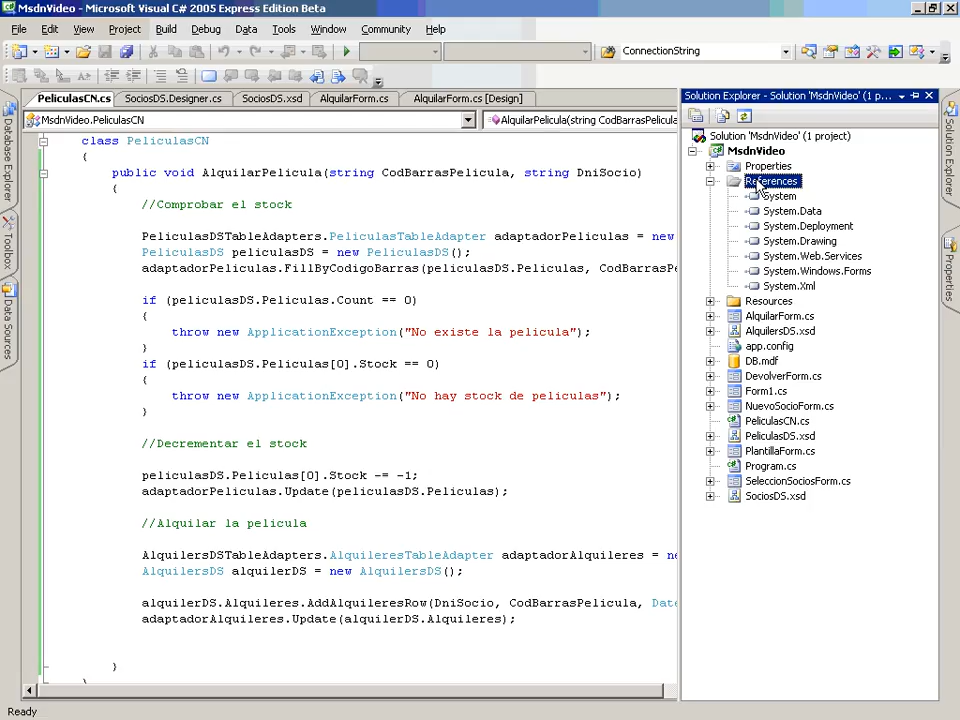 MsdnVideo - Microsoft Visual C# 2005 Express Edition Beta
File Edit View Project Build Debug Data Tools Window Community Help
ConnectionString
PeliculasCN.cs SociosDS.Designer.cs SociosDS.xsd AlquilarForm.cs AlquilarForm.cs [Design]
MsdnVideo.PeliculasCN AlquilarPelicula(string CodBarrasPelicula
class PeliculasCN
{
public void AlquilarPelicula(string CodBarrasPelicula, string DniSocio)
{
//Comprobar el stock
PeliculasDSTableAdapters.PeliculasTableAdapter adaptadorPeliculas = new
PeliculasDS peliculasDS = new PeliculasDS();
adaptadorPeliculas.FillByCodigoBarras(peliculasDS.Peliculas, CodBarrasPe
if (peliculasDS.Peliculas.Count == 0)
{
throw new ApplicationException("No existe la pelicula");
}
if (peliculasDS.Peliculas[0].Stock == 0)
{
throw new ApplicationException("No hay stock de peliculas");
}
//Decrementar el stock
peliculasDS.Peliculas[0].Stock -= -1;
adaptadorPeliculas.Update(peliculasDS.Peliculas);
//Alquilar la pelicula
AlquilersDSTableAdapters.AlquileresTableAdapter adaptadorAlquileres = ne
AlquilersDS alquilerDS = new AlquilersDS();
alquilerDS.Alquileres.AddAlquileresRow(DniSocio, CodBarrasPelicula, Date
adaptadorAlquileres.Update(alquilerDS.Alquileres);
}
Solution Explorer - Solution 'MsdnVideo' (1 p...
Solution 'MsdnVideo' (1 project)
MsdnVideo
Properties
References
System
System.Data
System.Deployment
System.Drawing
System.Web.Services
System.Windows.Forms
System.Xml
Resources
AlquilarForm.cs
AlquilersDS.xsd
app.config
DB.mdf
DevolverForm.cs
Form1.cs
NuevoSocioForm.cs
PeliculasCN.cs
PeliculasDS.xsd
PlantillaForm.cs
Program.cs
SeleccionSociosForm.cs
SociosDS.xsd
Database Explorer
Toolbox
Data Sources
Solution Explorer
Properties
Ready